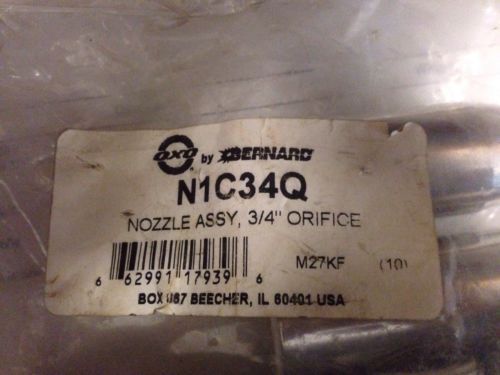 OXO by BERNARD
N1C34Q
NOZZLE ASSY, 3/4" ORIFICE
6 62991 17939 6
M27KF (10)
BOX 667 BEECHER, IL 60401 USA